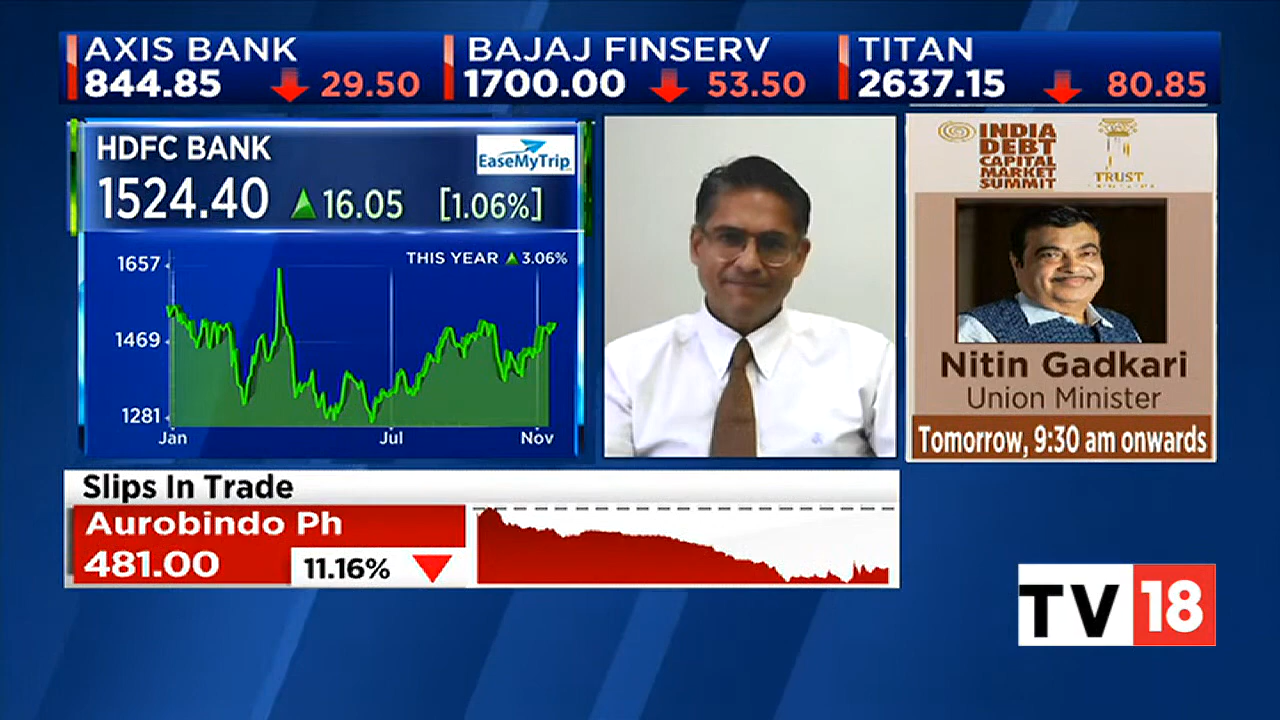 AXIS BANK
844.85 29.50
BAJAJ FINSERV
1700.00 53.50
TITAN
2637.15 80.85
HDFC BANK
1524.40 16.05 [1.06%]
EaseMyTrip
THIS YEAR 3.06%
1657
1469
1281
Jan Jul Nov
INDIA
DEBT
CAPITAL
MARKET
SUMMIT
TRUST
Nitin Gadkari
Union Minister
Tomorrow, 9:30 am onwards
Slips In Trade
Aurobindo Ph
481.00 11.16%
TV18